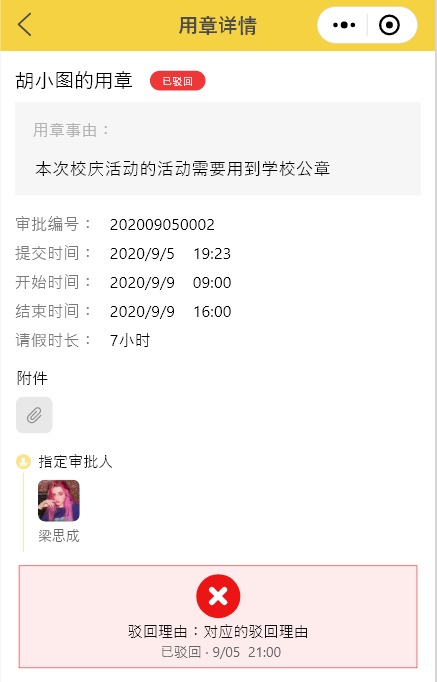 用章详情
胡小图的用章 已驳回
用章事由：
本次校庆活动的活动需要用到学校公章
审批编号： 202009050002
提交时间： 2020/9/5 19:23
开始时间： 2020/9/9 09:00
结束时间： 2020/9/9 16:00
请假时长： 7小时
附件
指定审批人
梁思成
驳回理由：对应的驳回理由
已驳回 · 9/05 21:00